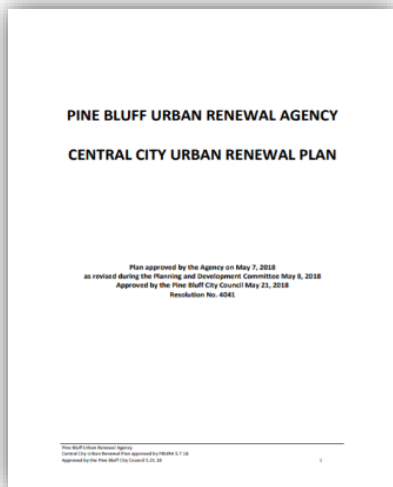 PINE BLUFF URBAN RENEWAL AGENCY
CENTRAL CITY URBAN RENEWAL PLAN
Plan approved by the Agency on May 7, 2018
as revised during the Planning and Development Committee May 8, 2018
Approved by the Pine Bluff City Council May 21, 2018
Resolution No. 4041
Pine Bluff Urban Renewal Agency
Central City Urban Renewal Plan approved by PBURA 5.7.18
Approved by the Pine Bluff City Council 5.21.18 1